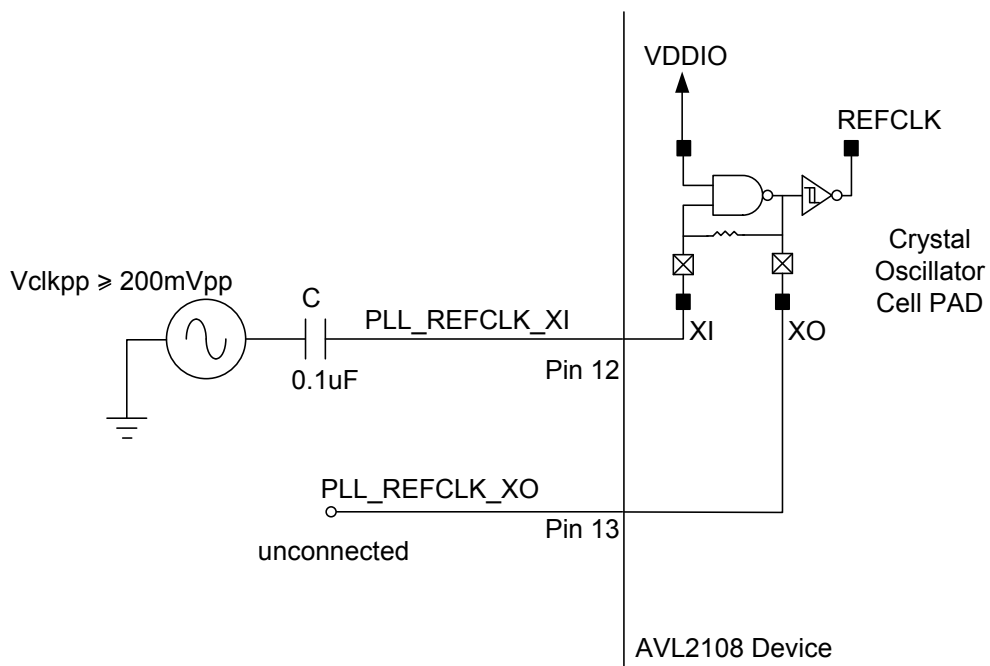 VDDIO
REFCLK
Crystal
Oscillator
Cell PAD
Vclkpp ⩾ 200mVpp
C
0.1uF
PLL_REFCLK_XI
Pin 12
XI
XO
PLL_REFCLK_XO
Pin 13
unconnected
AVL2108 Device